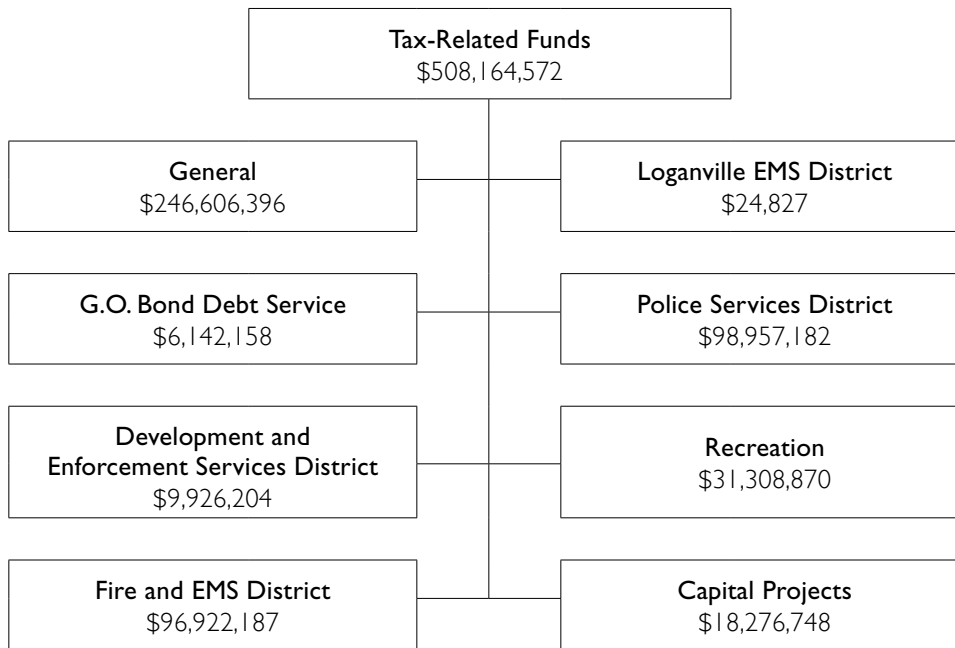 Tax-Related Funds
$508,164,572
General
$246,606,396
Loganville EMS District
$24,827
G.O. Bond Debt Service
$6,142,158
Police Services District
$98,957,182
Development and
Enforcement Services District
$9,926,204
Recreation
$31,308,870
Fire and EMS District
$96,922,187
Capital Projects
$18,276,748